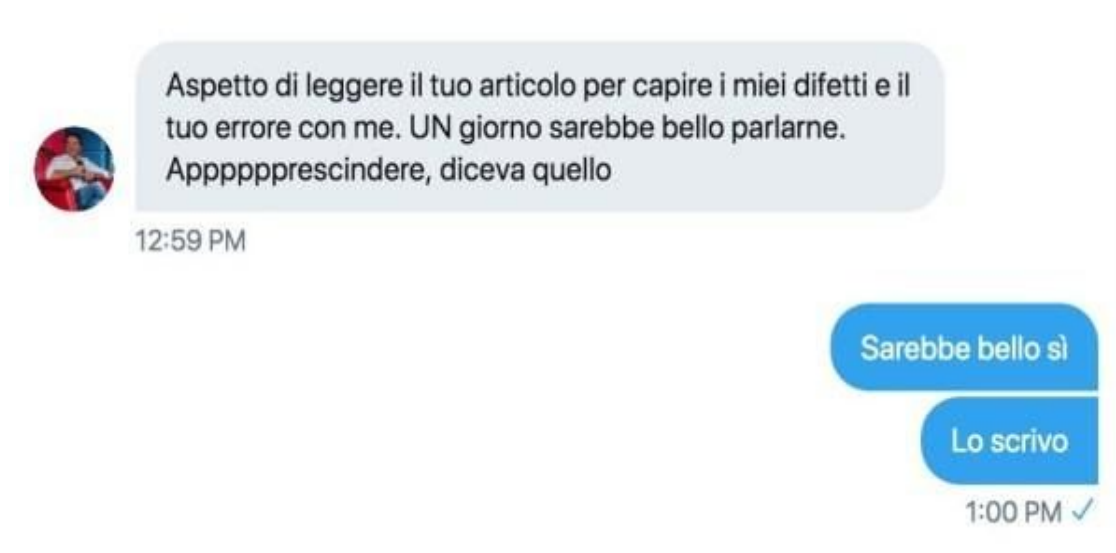 Aspetto di leggere il tuo articolo per capire i miei difetti e il
tuo errore con me. UN giorno sarebbe bello parlarne.
Apppppprescindere, diceva quello
12:59 PM
Sarebbe bello sì
Lo scrivo
1:00 PM ✓